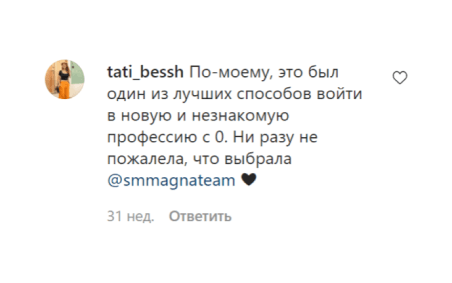 tati_bessh По-моему, это был
один из лучших способов войти
в новую и незнакомую
профессию с 0. Ни разу не
пожалела, что выбрала
@smmagnateam 🖤
31 нед. Ответить